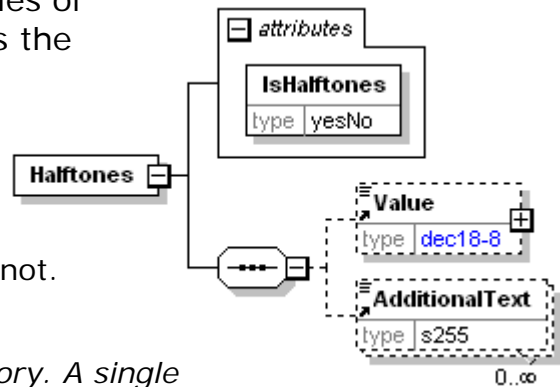 es of
s the
attributes
IsHalftones
type yesNo
Halftones
Value
type dec18-8
not.
AdditionalText
type s255
ory. A single
0..∞